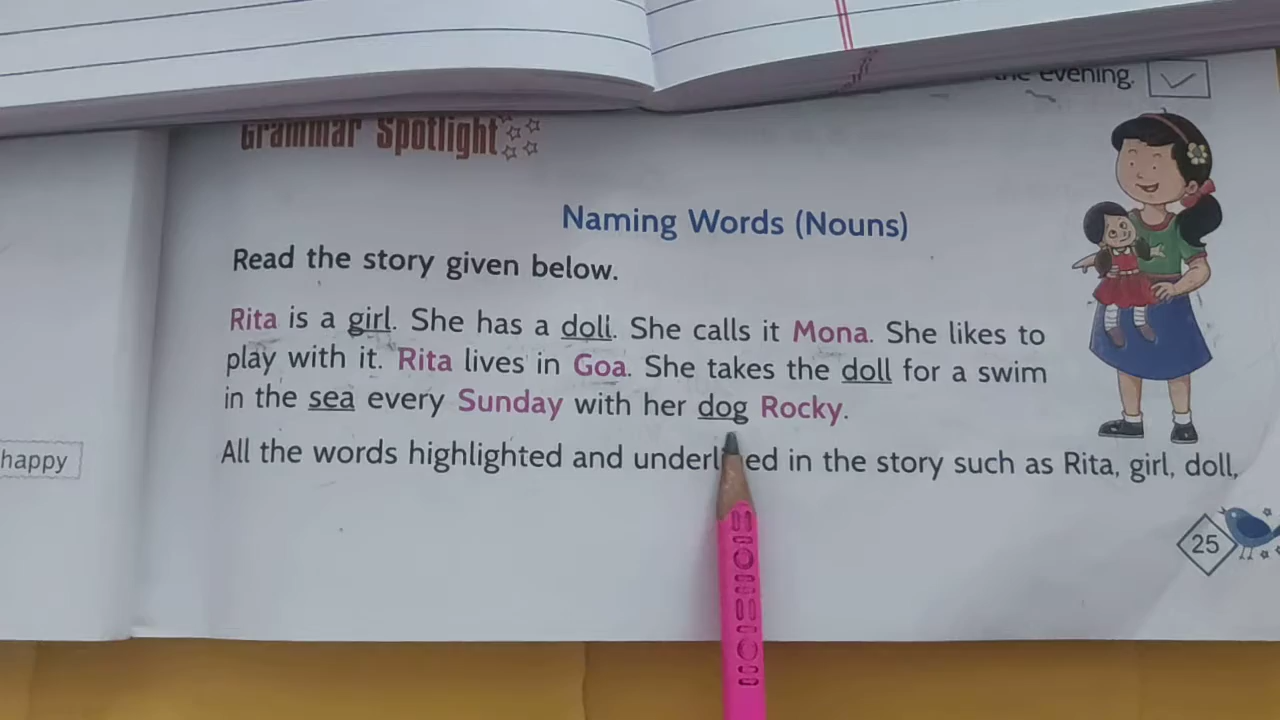 the evening.
Grammar Spotlight
Naming Words (Nouns)
Read the story given below.
Rita is a girl. She has a doll. She calls it Mona. She likes to
play with it. Rita lives in Goa. She takes the doll for a swim
in the sea every Sunday with her dog Rocky.
happy
All the words highlighted and underlined in the story such as Rita, girl, doll,
25